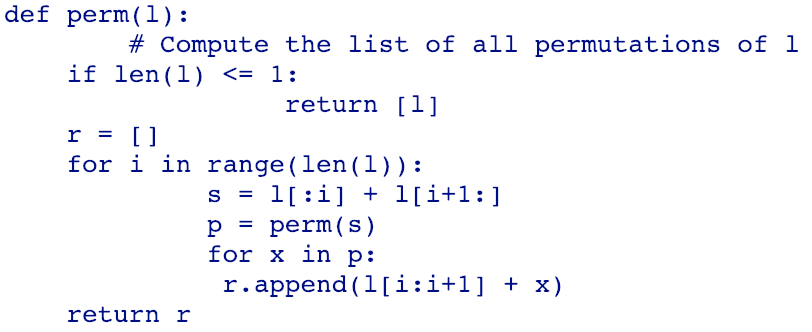 def perm(l):
        # Compute the list of all permutations of l
    if len(l) <= 1:
                  return [l]
    r = []
    for i in range(len(l)):
             s = l[:i] + l[i+1:]
             p = perm(s)
             for x in p:
              r.append(l[i:i+1] + x)
    return r